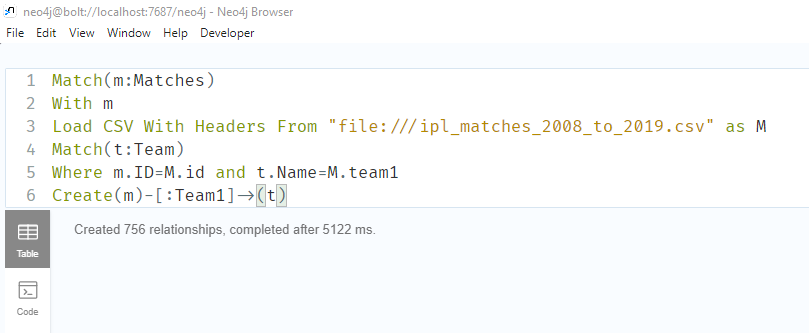 neo4j@bolt://localhost:7687/neo4j - Neo4j Browser
File Edit View Window Help Developer
1 Match(m:Matches)
2 With m
3 Load CSV With Headers From "file:///ipl_matches_2008_to_2019.csv" as M
4 Match(t:Team)
5 Where m.ID=M.id and t.Name=M.team1
6 Create(m)-[:Team1]->(t)
Created 756 relationships, completed after 5122 ms.
Table
Code